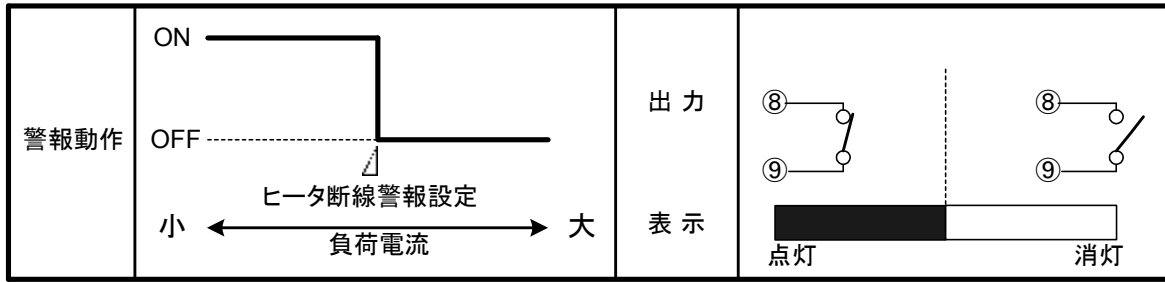 警報動作
ON
OFF
ヒータ断線警報設定
小 大
負荷電流
出 力
⑧ ⑧
⑨ ⑨
表 示
点灯 消灯